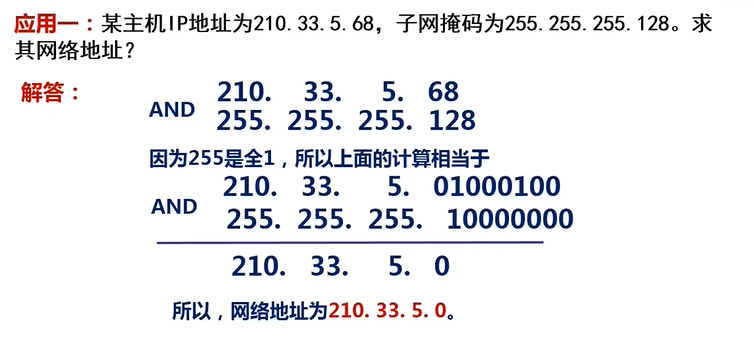 应用一：某主机IP地址为210.33.5.68，子网掩码为255.255.255.128。求
其网络地址？
解答：
210. 33. 5. 68
AND
255. 255. 255. 128
因为255是全1，所以上面的计算相当于
210. 33. 5. 01000100
AND
255. 255. 255. 10000000
210. 33. 5. 0
所以，网络地址为210.33.5.0。